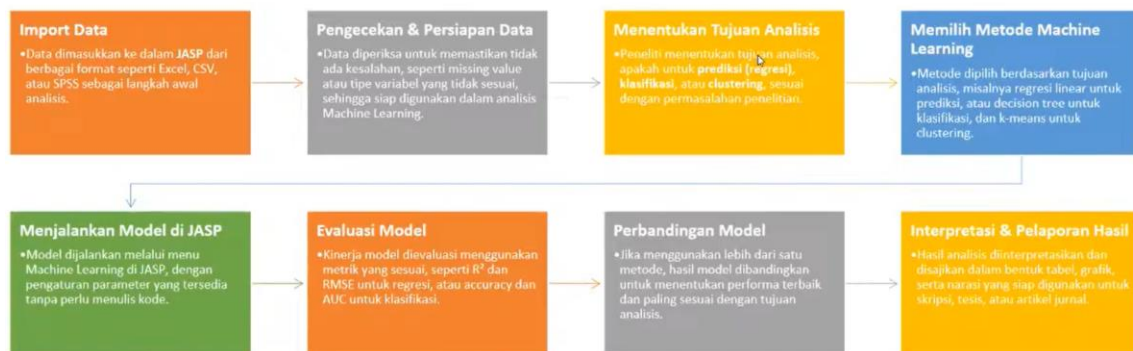 Import Data
•Data dimasukkan ke dalam JASP dari
berbagai format seperti Excel, CSV,
atau SPSS sebagai langkah awal
analisis.
Pengecekan & Persiapan Data
•Data diperiksa untuk memastikan tidak
ada kesalahan, seperti missing value
atau tipe variabel yang tidak sesuai,
sehingga siap digunakan dalam analisis
Machine Learning.
Menentukan Tujuan Analisis
•Peneliti menentukan tujuan analisis,
apakah untuk prediksi (regresi),
klasifikasi, atau clustering, sesuai
dengan permasalahan penelitian.
Memilih Metode Machine
Learning
•Metode dipilih berdasarkan tujuan
analisis, misalnya regresi linear untuk
prediksi, atau decision tree untuk
klasifikasi, dan k-means untuk
clustering.
Menjalankan Model di JASP
•Model dijalankan melalui menu
Machine Learning di JASP, dengan
pengaturan parameter yang tersedia
tanpa perlu menulis kode.
Evaluasi Model
•Kinerja model dievaluasi menggunakan
metrik yang sesuai, seperti R² dan
RMSE untuk regresi, atau accuracy dan
AUC untuk klasifikasi.
Perbandingan Model
•Jika menggunakan lebih dari satu
metode, hasil model dibandingkan
untuk menentukan performa terbaik
dan paling sesuai dengan tujuan
analisis.
Interpretasi & Pelaporan Hasil
•Hasil analisis diinterpretasikan dan
disajikan dalam bentuk tabel, grafik,
serta narasi yang siap digunakan untuk
skripsi, tesis, atau artikel jurnal.